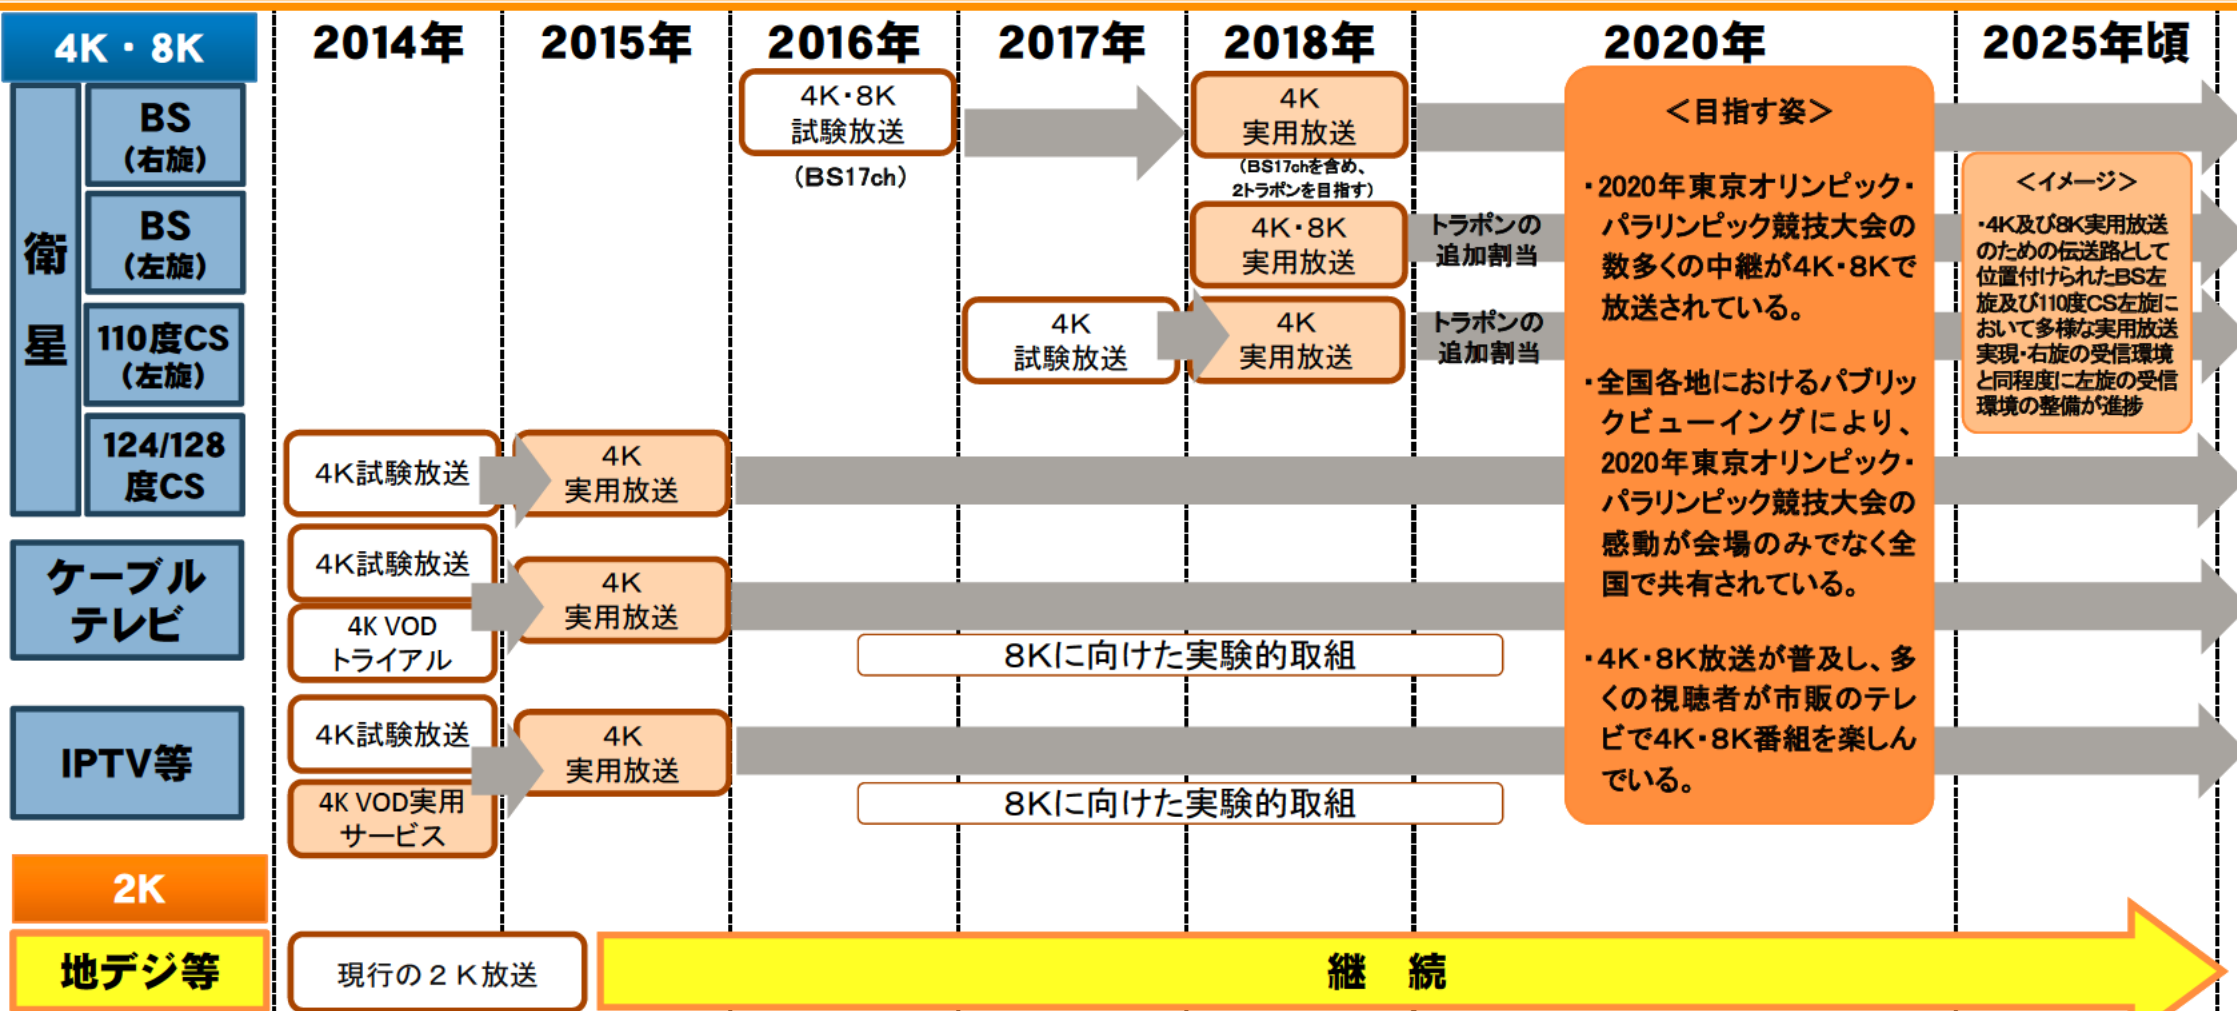 4K・8K
2014年
2015年
2016年
2017年
2018年
2020年
2025年頃
衛星
BS
（右旋）
4K・8K
試験放送
（BS17ch）
4K
実用放送
（BS17chを含め、
2トラポンを目指す）
BS
（左旋）
4K・8K
実用放送
トラポンの
追加割当
110度CS
（左旋）
4K
試験放送
4K
実用放送
トラポンの
追加割当
124/128
度CS
4K試験放送
4K
実用放送
ケーブル
テレビ
4K試験放送
4K VOD
トライアル
4K
実用放送
8Kに向けた実験的取組
IPTV等
4K試験放送
4K VOD実用
サービス
4K
実用放送
8Kに向けた実験的取組
＜目指す姿＞
・2020年東京オリンピック・
パラリンピック競技大会の
数多くの中継が4K・8Kで
放送されている。
・全国各地におけるパブリッ
クビューイングにより、
2020年東京オリンピック・
パラリンピック競技大会の
感動が会場のみでなく全
国で共有されている。
・4K・8K放送が普及し、多
くの視聴者が市販のテレ
ビで4K・8K番組を楽しん
でいる。
＜イメージ＞
・4K及び8K実用放送
のための伝送路として
位置付けられたBS左
旋及び110度CS左旋に
おいて多様な実用放送
実現・右旋の受信環境
と同程度に左旋の受信
環境の整備が進捗
2K
地デジ等
現行の２Ｋ放送
継　続